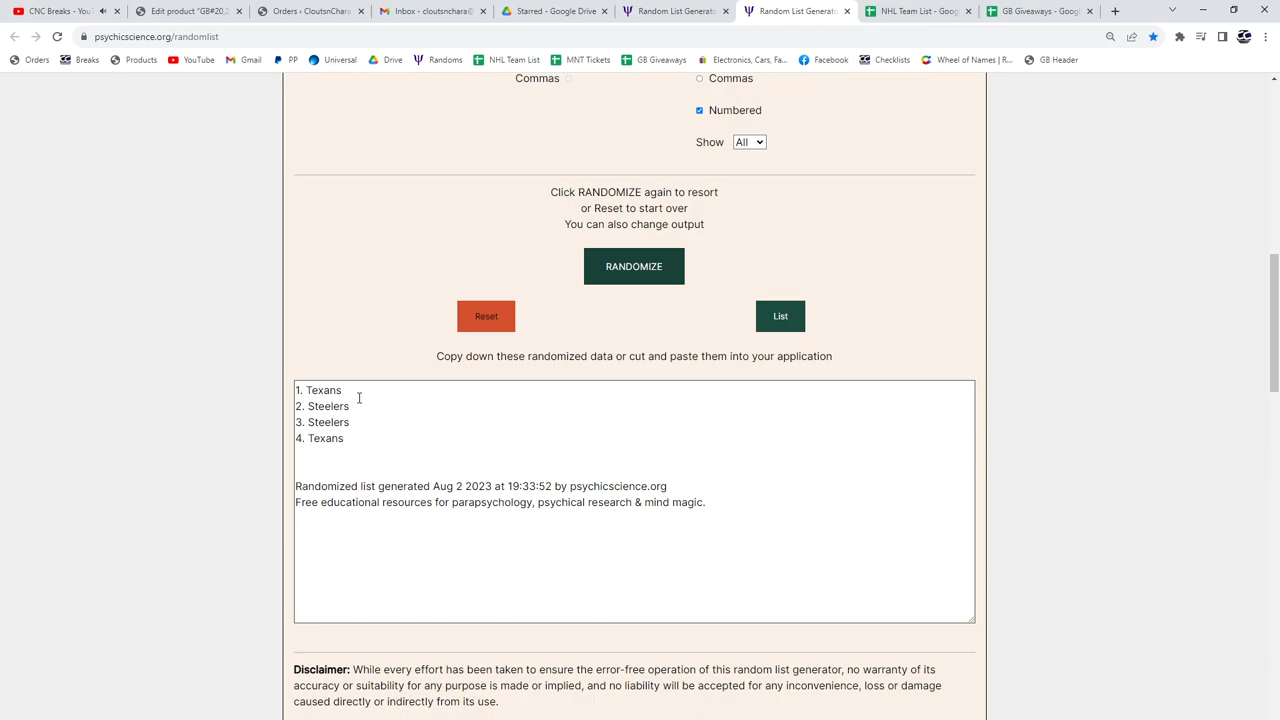 CNC Breaks - You
Edit product "GB#20,2
Orders ‹ CloutsnChara
Inbox - cloutsnchara@
Starred - Google Drive
Random List Generato
Random List Generato
NHL Team List - Goog
GB Giveaways - Goog
psychicscience.org/randomlist
Orders
Breaks
Products
YouTube
Gmail
PP
Universal
Drive
Randoms
NHL Team List
MNT Tickets
GB Giveaways
Electronics, Cars, Fa...
Facebook
Checklists
Wheel of Names | R...
GB Header
Commas
Commas
Numbered
Show All
Click RANDOMIZE again to resort
or Reset to start over
You can also change output
RANDOMIZE
Reset
List
Copy down these randomized data or cut and paste them into your application
1. Texans
2. Steelers
3. Steelers
4. Texans
Randomized list generated Aug 2 2023 at 19:33:52 by psychicscience.org
Free educational resources for parapsychology, psychical research & mind magic.
Disclaimer: While every effort has been taken to ensure the error-free operation of this random list generator, no warranty of its
accuracy or suitability for any purpose is made or implied, and no liability will be accepted for any inconvenience, loss or damage
caused directly or indirectly from its use.